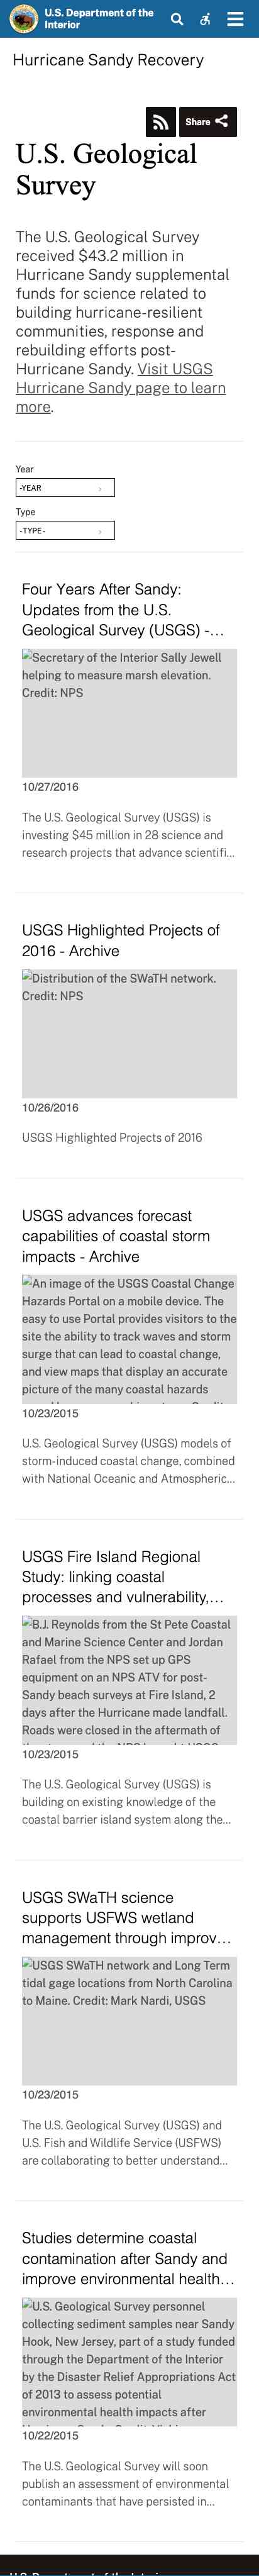 U.S. Department of the
Interior
Hurricane Sandy Recovery
Share
U.S. Geological
Survey
The U.S. Geological Survey
received $43.2 million in
Hurricane Sandy supplemental
funds for science related to
building hurricane-resilient
communities, response and
rebuilding efforts post-
Hurricane Sandy. Visit USGS
Hurricane Sandy page to learn
more.
Year
-YEAR
Type
-TYPE-
Four Years After Sandy:
Updates from the U.S.
Geological Survey (USGS) -...
Secretary of the Interior Sally Jewell
helping to measure marsh elevation.
Credit: NPS
10/27/2016
The U.S. Geological Survey (USGS) is
investing $45 million in 28 science and
research projects that advance scientifi...
USGS Highlighted Projects of
2016 - Archive
Distribution of the SWaTH network.
Credit: NPS
10/26/2016
USGS Highlighted Projects of 2016
USGS advances forecast
capabilities of coastal storm
impacts - Archive
An image of the USGS Coastal Change
Hazards Portal on a mobile device. The
easy to use Portal provides visitors to the
site the ability to track waves and storm
surge that can lead to coastal change,
and view maps that display an accurate
picture of the many coastal hazards
10/23/2015
U.S. Geological Survey (USGS) models of
storm-induced coastal change, combined
with National Oceanic and Atmospheric...
USGS Fire Island Regional
Study: linking coastal
processes and vulnerability,...
B.J. Reynolds from the St Pete Coastal
and Marine Science Center and Jordan
Rafael from the NPS set up GPS
equipment on an NPS ATV for post-
Sandy beach surveys at Fire Island, 2
days after the Hurricane made landfall.
Roads were closed in the aftermath of
10/23/2015
The U.S. Geological Survey (USGS) is
building on existing knowledge of the
coastal barrier island system along the...
USGS SWaTH science
supports USFWS wetland
management through improv...
USGS SWaTH network and Long Term
tidal gage locations from North Carolina
to Maine. Credit: Mark Nardi, USGS
10/23/2015
The U.S. Geological Survey (USGS) and
U.S. Fish and Wildlife Service (USFWS)
are collaborating to better understand...
Studies determine coastal
contamination after Sandy and
improve environmental health...
U.S. Geological Survey personnel
collecting sediment samples near Sandy
Hook, New Jersey, part of a study funded
through the Department of the Interior
by the Disaster Relief Appropriations Act
of 2013 to assess potential
environmental health impacts after
10/22/2015
The U.S. Geological Survey will soon
publish an assessment of environmental
contaminants that have persisted in...